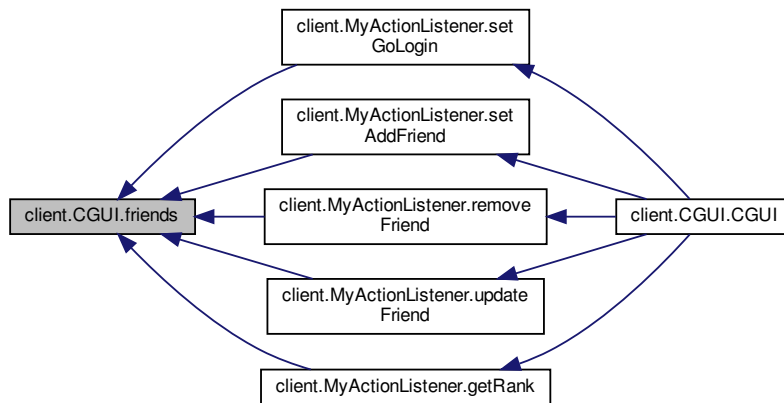 client.MyActionListener.set
GoLogin
client.MyActionListener.set
AddFriend
client.CGUI.friends
client.MyActionListener.remove
Friend
client.CGUI.CGUI
client.MyActionListener.update
Friend
client.MyActionListener.getRank